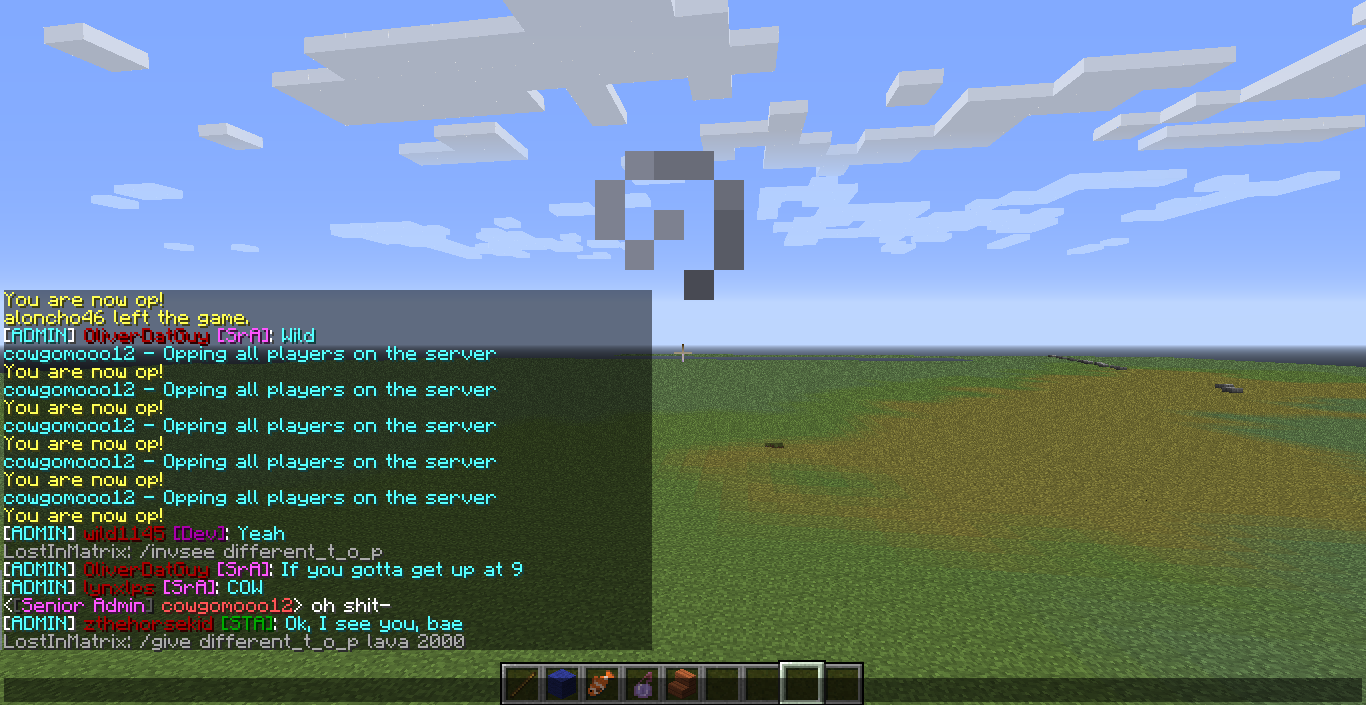 You are now op!
aloncho46 left the game.
[ADMIN] OliverDatGuy [SrA]: Wild
cowgomooo12 - Opping all players on the server
You are now op!
cowgomooo12 - Opping all players on the server
You are now op!
cowgomooo12 - Opping all players on the server
You are now op!
cowgomooo12 - Opping all players on the server
You are now op!
cowgomooo12 - Opping all players on the server
You are now op!
[ADMIN] wild1145 [Dev]: Yeah
LostInMatrix: /invsee different_t_o_p
[ADMIN] OliverDatGuy [SrA]: If you gotta get up at 9
[ADMIN] lynxlps [SrA]: COW
<[Senior Admin] cowgomooo12> oh shit-
[ADMIN] zthehorsekid [STA]: Ok, I see you, bae
LostInMatrix: /give different_t_o_p lava 2000